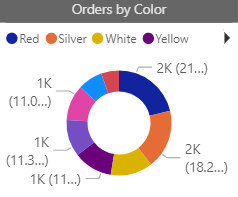 Orders by Color
Red Silver White Yellow
2K (21...)
2K
(18.2...)
1K (11...)
1K
(11.3...)
1K
(11.0...)